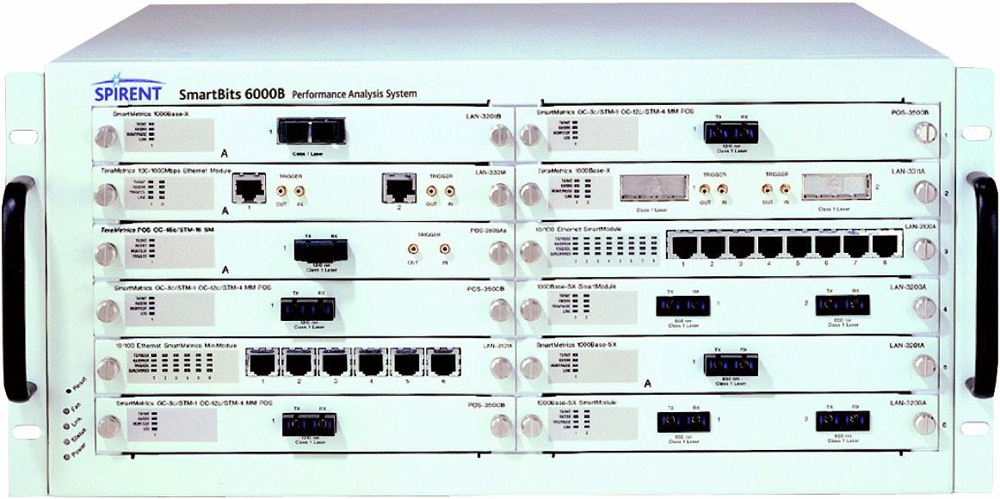 SPIRENT SmartBits 6000B Performance Analysis System
SmartMetrics 1000Base-X
LAN-3201B
1
Class 1 Laser
A
SmartMetrics OC-3c/STM-1 OC-12c/STM-4 MM POS
POS-3500B
TX RX
1
1310 nm
Class 1 Laser
1
TeraMetrics 100/1000Mbps Ethernet Module
LAN-3301A
TRIGGER
TRIGGER
1
OUT IN
2
OUT IN
A
TeraMetrics 1000Base-X
LAN-3311A
TRIGGER
TRIGGER
1
2
OUT IN
OUT IN
Class 1 Laser
Class 1 Laser
2
TeraMetrics POS OC-48c/STM-16 SM
POS-3505As
TX RX
TRIGGER
1
OUT IN
1310 nm
Class 1 Laser
A
10/100 Ethernet SmartModule
LAN-3100A
1 2 3 4 5 6 7 8
3
SmartMetrics OC-3c/STM-1 OC-12c/STM-4 MM POS
POS-3500B
TX RX
1
1310 nm
Class 1 Laser
1000Base-SX SmartModule
LAN-3200A
TX RX
TX RX
1
2
850 nm
Class 1 Laser
850 nm
Class 1 Laser
4
10/100 Ethernet SmartMetrics MiniModule
LAN-3101A
1 2 3 4 5 6
SmartMetrics 1000Base-SX
LAN-3201A
TX RX
1
850 nm
Class 1 Laser
A
5
SmartMetrics OC-3c/STM-1 OC-12c/STM-4 MM POS
POS-3500B
TX RX
1
1310 nm
Class 1 Laser
1000Base-SX SmartModule
LAN-3200A
TX RX
TX RX
1
2
850 nm
Class 1 Laser
850 nm
Class 1 Laser
6
Reset
Fan
Link
Status
Power